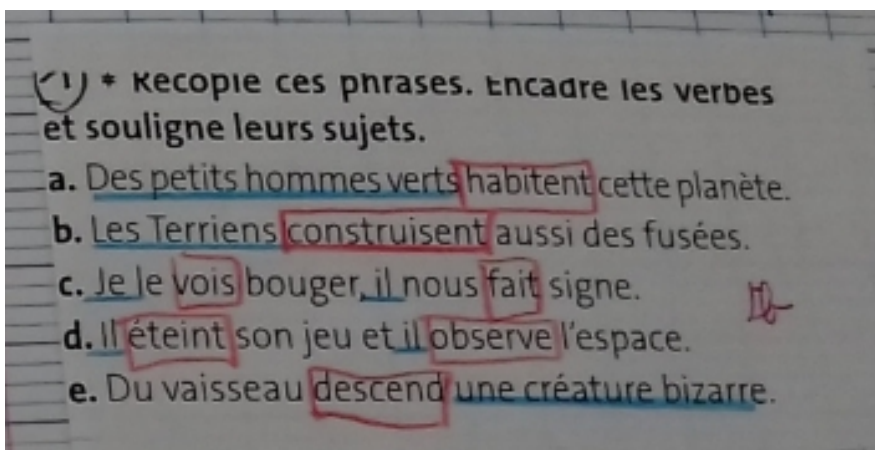 1 * Recopie ces phrases. Encadre les verbes
et souligne leurs sujets.
a. Des petits hommes verts habitent cette planète.
b. Les Terriens construisent aussi des fusées.
c. Je le vois bouger, il nous fait signe.
d. Il éteint son jeu et il observe l'espace.
e. Du vaisseau descend une créature bizarre.